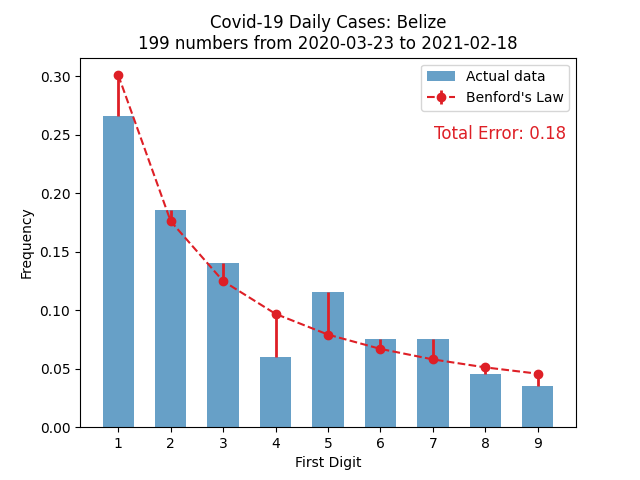 Covid-19 Daily Cases: Belize
199 numbers from 2020-03-23 to 2021-02-18
Actual data
Benford's Law
Total Error: 0.18
Frequency
0.30
0.25
0.20
0.15
0.10
0.05
0.00
1 2 3 4 5 6 7 8 9
First Digit